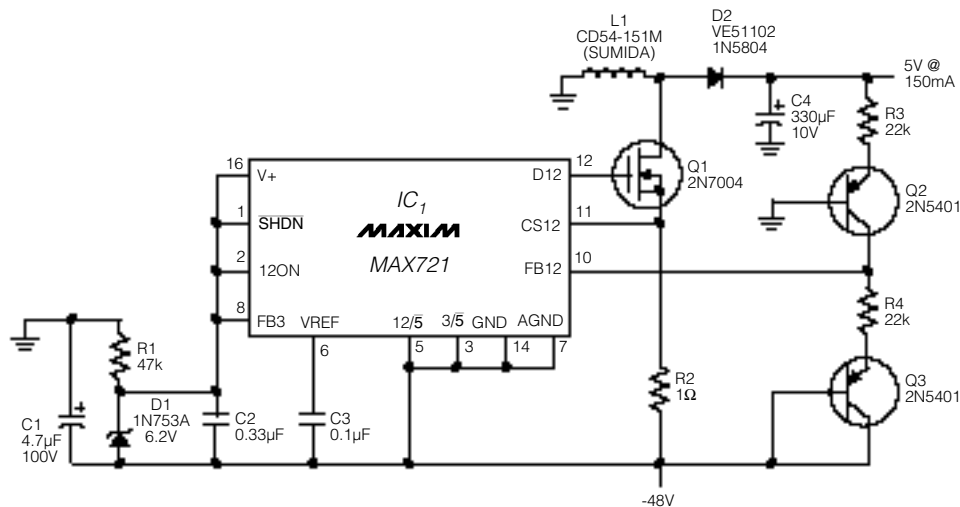 L1
CD54-151M
(SUMIDA)
D2
VE51102
1N5804
5V @
150mA
C4
330µF
10V
R3
22k
16
V+
D12
12
Q1
2N7004
Q2
2N5401
IC1
1
SHDN
MAXIM
CS12
11
MAX721
2
12ON
FB12
10
8
FB3
VREF
12/5
3/5
GND
AGND
6
5
3
14
7
R4
22k
R1
47k
R2
1Ω
Q3
2N5401
D1
1N753A
6.2V
C1
4.7µF
100V
C2
0.33µF
C3
0.1µF
-48V